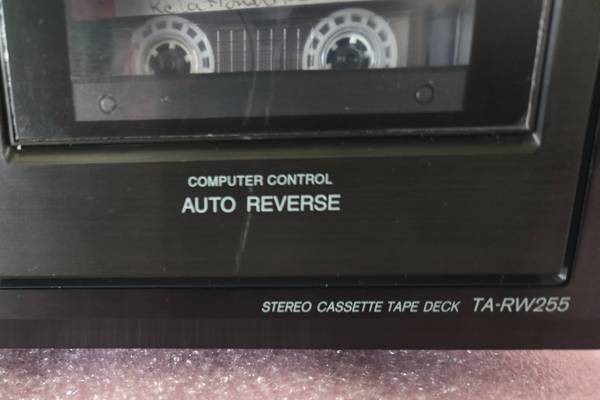 COMPUTER CONTROL
AUTO REVERSE
STEREO CASSETTE TAPE DECK TA-RW255